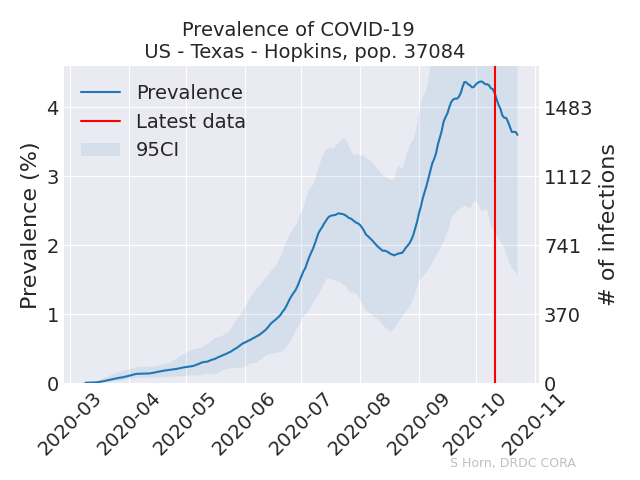 Prevalence of COVID-19
US - Texas - Hopkins, pop. 37084
Prevalence
Latest data
95CI
Prevalence (%)
4
3
2
1
0
1483
1112
741
370
0
# of infections
2020-03
2020-04
2020-05
2020-06
2020-07
2020-08
2020-09
2020-10
2020-11
S Horn, DRDC CORA